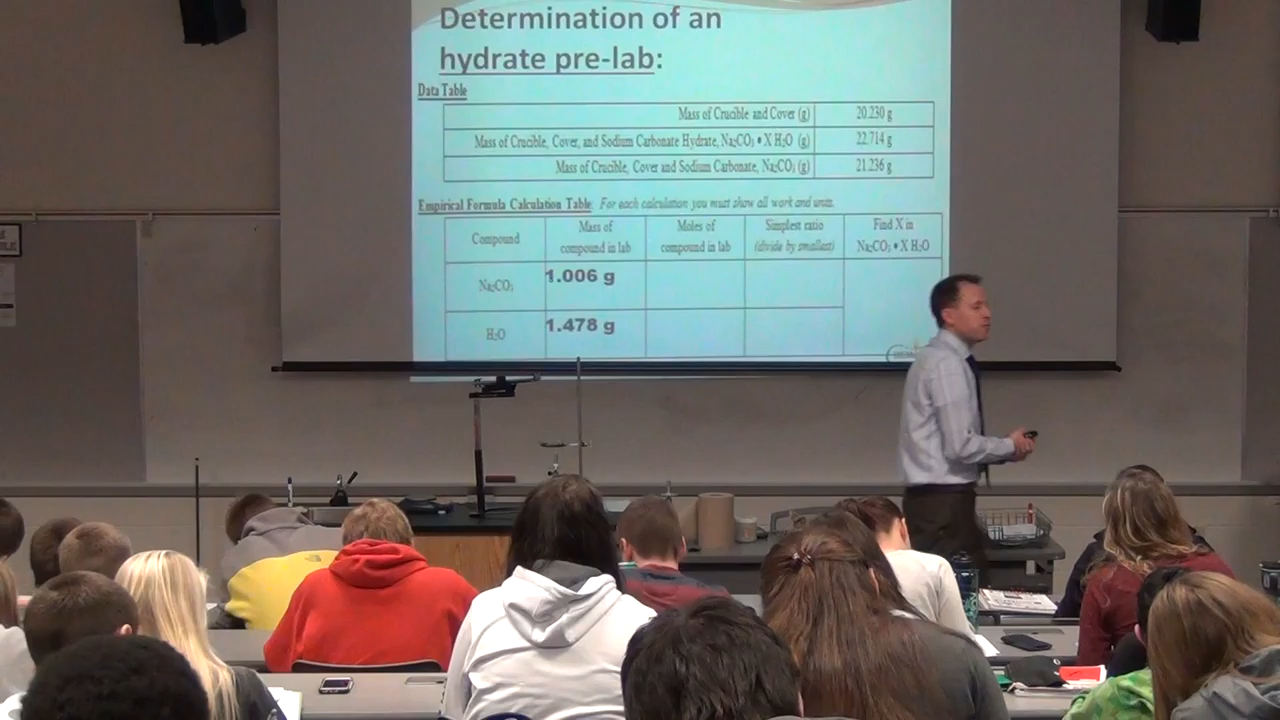 Determination of an
hydrate pre-lab:
Data Table
Mass of Crucible and Cover (g) 20.230 g
Mass of Crucible, Cover, and Sodium Carbonate Hydrate, Na₂CO₃ • X H₂O (g) 22.714 g
Mass of Crucible, Cover and Sodium Carbonate, Na₂CO₃ (g) 21.236 g
Empirical Formula Calculation Table: For each calculation you must show all work and units.
Compound
Mass of
compound in lab
Moles of
compound in lab
Simplest ratio
(divide by smallest)
Find X in
Na₂CO₃ • X H₂O
Na₂CO₃ 1.006 g
H₂O 1.478 g